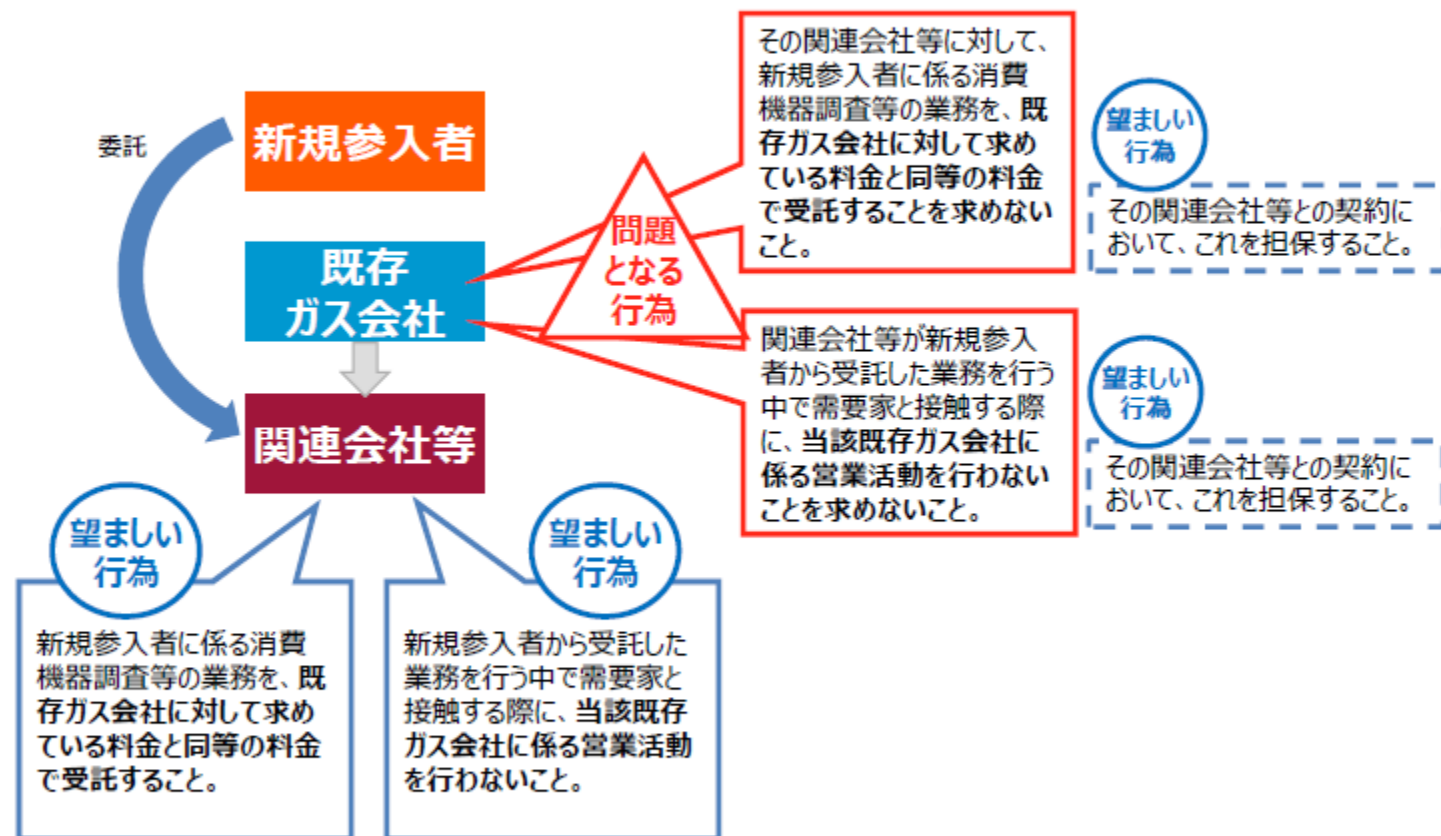 委託
新規参入者
既存
ガス会社
関連会社等
問題
となる
行為
その関連会社等に対して、
新規参入者に係る消費
機器調査等の業務を、既
存ガス会社に対して求め
ている料金と同等の料金
で受託することを求めない
こと。
望ましい
行為
その関連会社等との契約に
おいて、これを担保すること。
関連会社等が新規参入
者から受託した業務を行う
中で需要家と接触する際
に、当該既存ガス会社に
係る営業活動を行わない
ことを求めないこと。
望ましい
行為
その関連会社等との契約に
おいて、これを担保すること。
望ましい
行為
新規参入者に係る消費
機器調査等の業務を、既
存ガス会社に対して求め
ている料金と同等の料金
で受託すること。
望ましい
行為
新規参入者から受託した
業務を行う中で需要家と
接触する際に、当該既存
ガス会社に係る営業活動
を行わないこと。